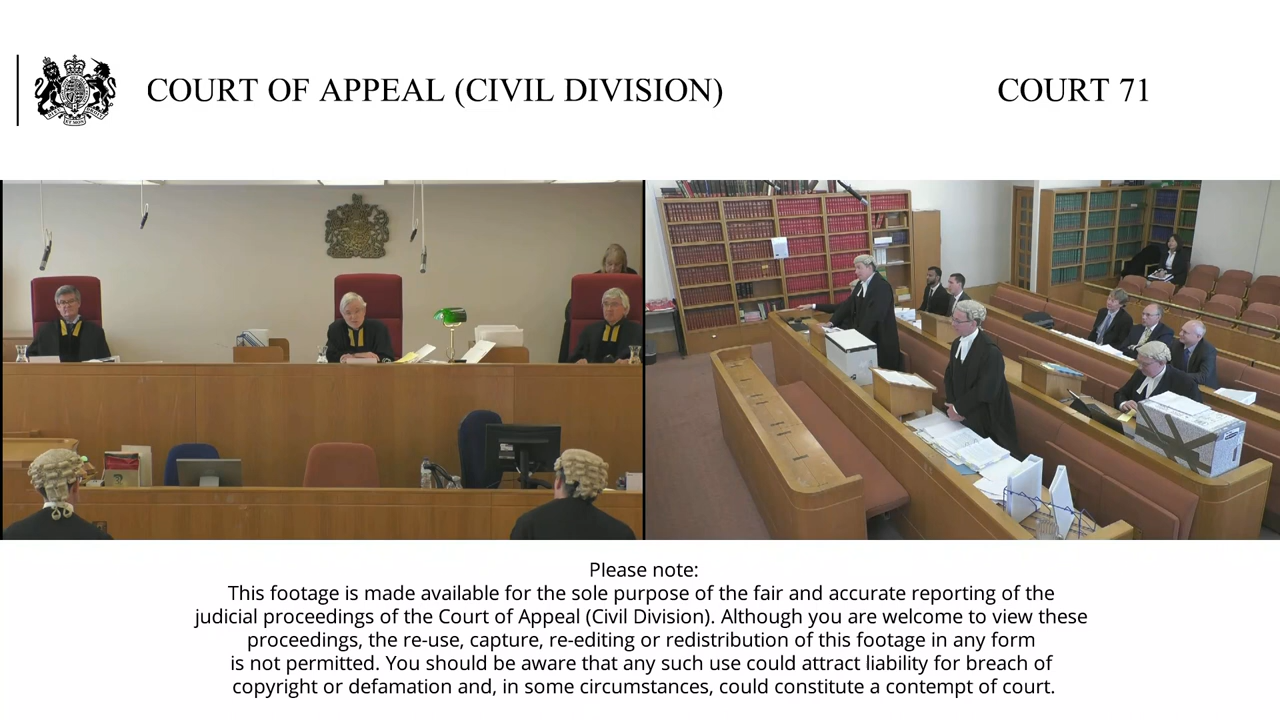 COURT OF APPEAL (CIVIL DIVISION)
COURT 71
Please note:
This footage is made available for the sole purpose of the fair and accurate reporting of the
judicial proceedings of the Court of Appeal (Civil Division). Although you are welcome to view these
proceedings, the re-use, capture, re-editing or redistribution of this footage in any form
is not permitted. You should be aware that any such use could attract liability for breach of
copyright or defamation and, in some circumstances, could constitute a contempt of court.